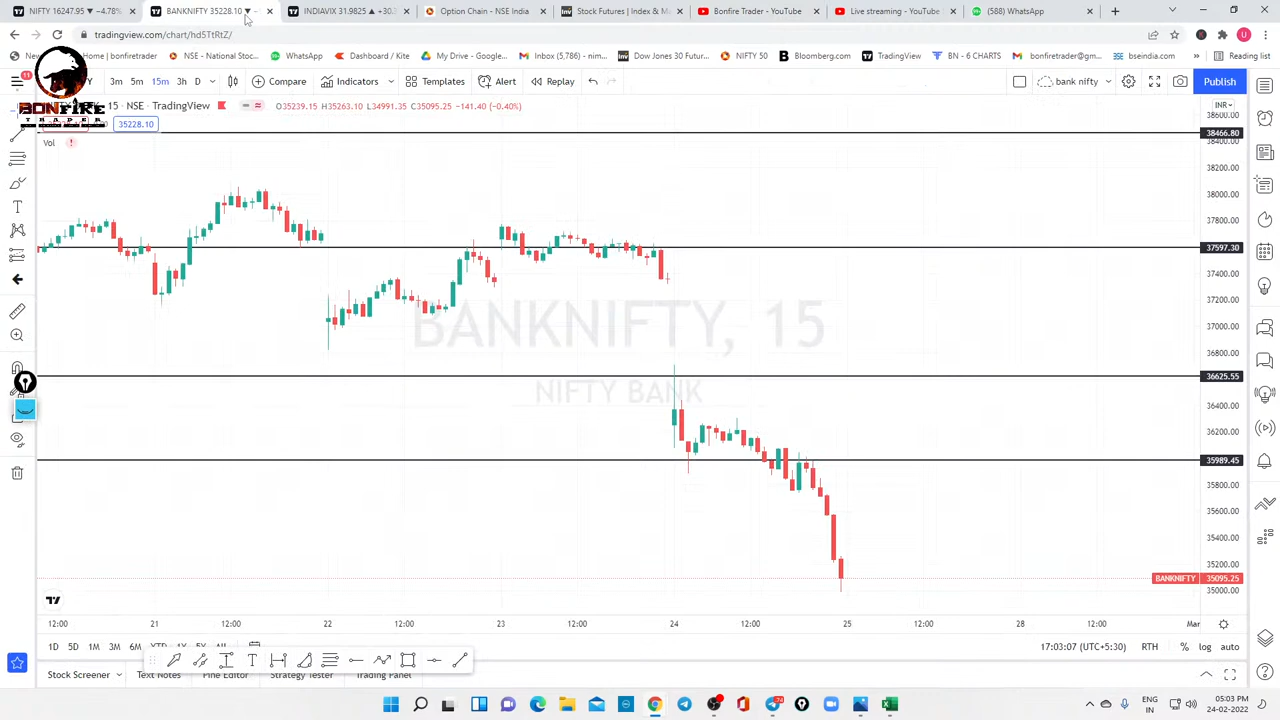 NIFTY 16247.95 ▼ −4.78%
BANKNIFTY 35228.10 ▼ −
INDIAVIX 31.9825 ▲ +30.
Option Chain - NSE India
Stock Futures | Index & M
Bonfire Trader - YouTube
Live streaming - YouTube
(588) WhatsApp
tradingview.com/chart/hd5TtRtZ/
| bonfiretrader
NSE - National Stoc...
WhatsApp
Dashboard / Kite
My Drive - Google...
Inbox (5,786) - mm...
Dow Jones 30 Futur...
NIFTY 50
Bloomberg.com
TradingView
BN - 6 CHARTS
bonfiretrader@gmai...
bseindia.com
Reading list
11
Y
3m 5m 15m 3h D
Compare
Indicators
Templates
Alert
Replay
bank nifty
Publish
15 · NSE · TradingView
O35239.15 H35263.10 L34991.35 C35095.25 −141.40 (−0.40%)
BONFIRE
TRADER
35228.10
Vol
INR
38600.00
38466.80
38400.00
38200.00
38000.00
37800.00
37597.30
37400.00
37200.00
37000.00
36800.00
36625.55
36400.00
36200.00
35989.45
35800.00
35600.00
35400.00
35200.00
BANKNIFTY 35095.25
35000.00
BANKNIFTY, 15
NIFTY BANK
12:00 21 12:00 22 12:00 23 12:00 24 12:00 25 12:00 28 12:00 Mar
1D 5D 1M 3M 6M YTD 1Y 5Y All
17:03:07 (UTC+5:30) RTH % log auto
Stock Screener Text Notes Pine Editor Strategy Tester Trading Panel
74
ENG
IN
05:03 PM
24-02-2022